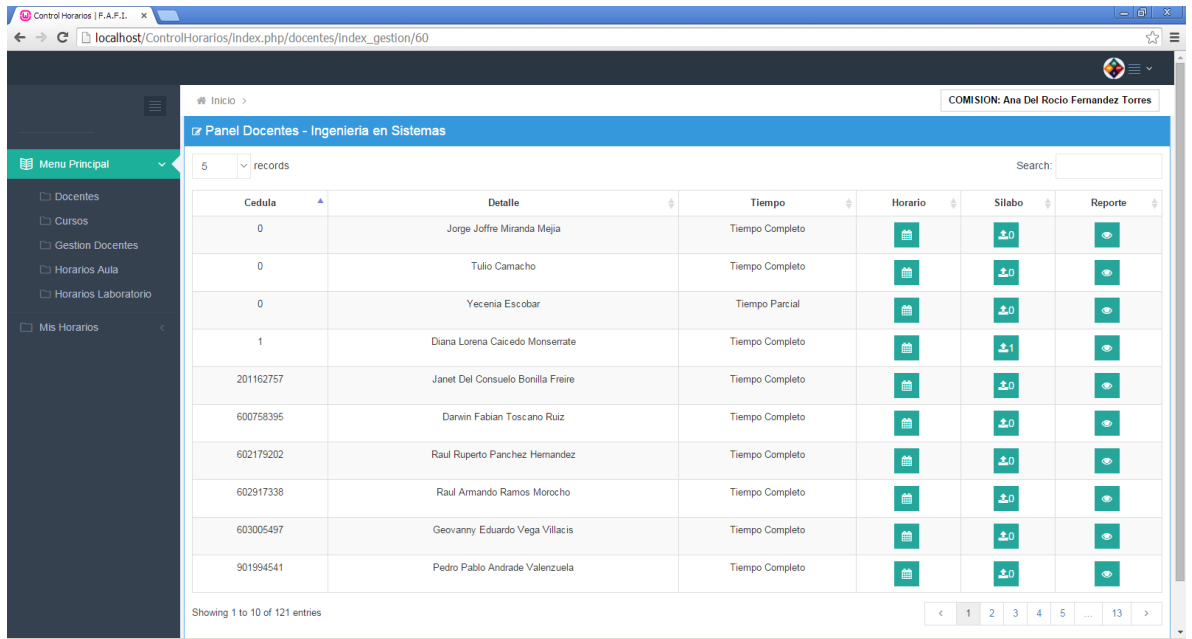 Control Horarios | F.A.F.I.
localhost/ControlHorarios/index.php/docentes/index_gestion/60
Inicio >
COMISION: Ana Del Rocio Fernandez Torres
Panel Docentes - Ingenieria en Sistemas
Menu Principal
Docentes
Cursos
Gestion Docentes
Horarios Aula
Horarios Laboratorio
Mis Horarios
5 records Search:
Cedula Detalle Tiempo Horario Silabo Reporte
0 Jorge Joffre Miranda Mejia Tiempo Completo 0
0 Tulio Camacho Tiempo Completo 0
0 Yecenia Escobar Tiempo Parcial 0
1 Diana Lorena Caicedo Monserrate Tiempo Completo 1
201162757 Janet Del Consuelo Bonilla Freire Tiempo Completo 0
600758395 Darwin Fabian Toscano Ruiz Tiempo Completo 0
602179202 Raul Ruperto Panchez Hernandez Tiempo Completo 0
602917338 Raul Armando Ramos Morocho Tiempo Completo 0
603005497 Geovanny Eduardo Vega Villacis Tiempo Completo 0
901994541 Pedro Pablo Andrade Valenzuela Tiempo Completo 0
Showing 1 to 10 of 121 entries
< 1 2 3 4 5 ... 13 >